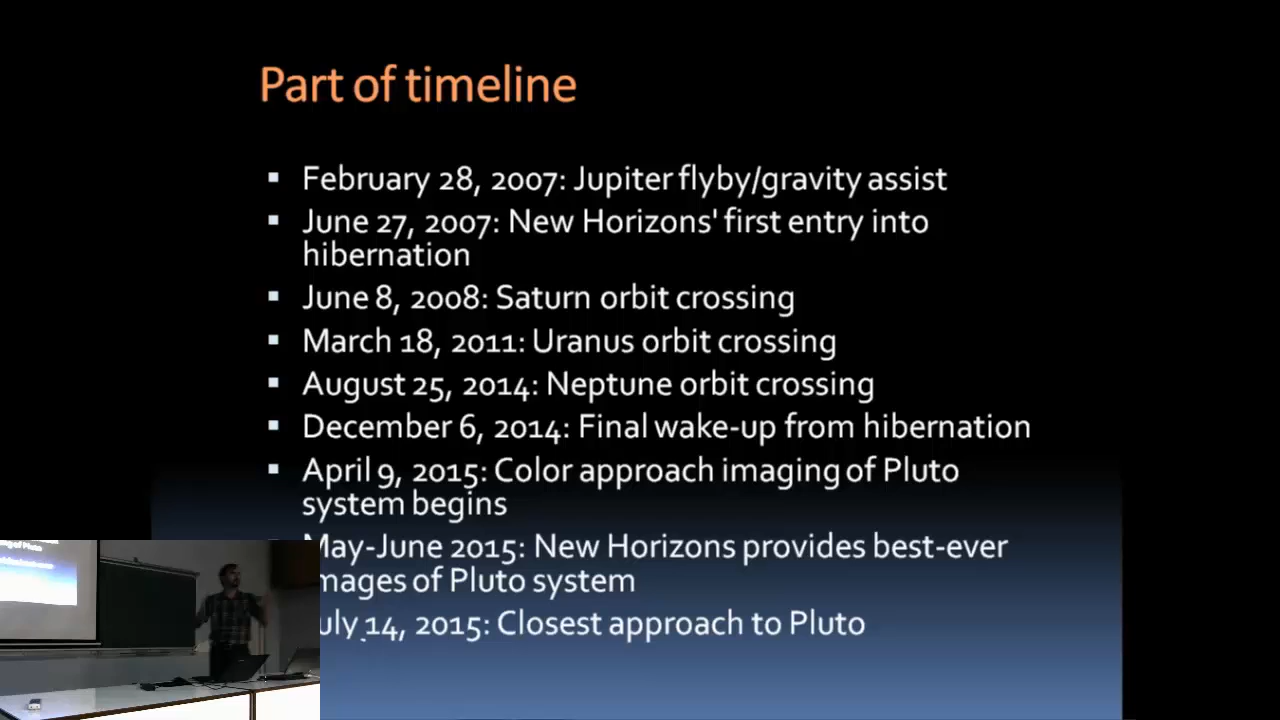 Part of timeline
February 28, 2007: Jupiter flyby/gravity assist
June 27, 2007: New Horizons' first entry into
hibernation
June 8, 2008: Saturn orbit crossing
March 18, 2011: Uranus orbit crossing
August 25, 2014: Neptune orbit crossing
December 6, 2014: Final wake-up from hibernation
April 9, 2015: Color approach imaging of Pluto
system begins
May-June 2015: New Horizons provides best-ever
mages of Pluto system
uly 14, 2015: Closest approach to Pluto